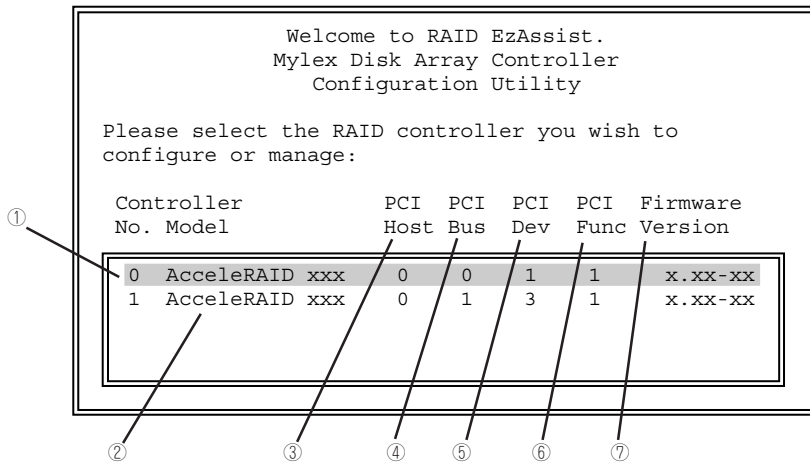 Welcome to RAID EzAssist.
Mylex Disk Array Controller
Configuration Utility
Please select the RAID controller you wish to
configure or manage:
Controller PCI PCI PCI PCI Firmware
No. Model Host Bus Dev Func Version
①
0 AcceleRAID xxx 0 0 1 1 x.xx-xx
1 AcceleRAID xxx 0 1 3 1 x.xx-xx
② ③ ④ ⑤ ⑥ ⑦